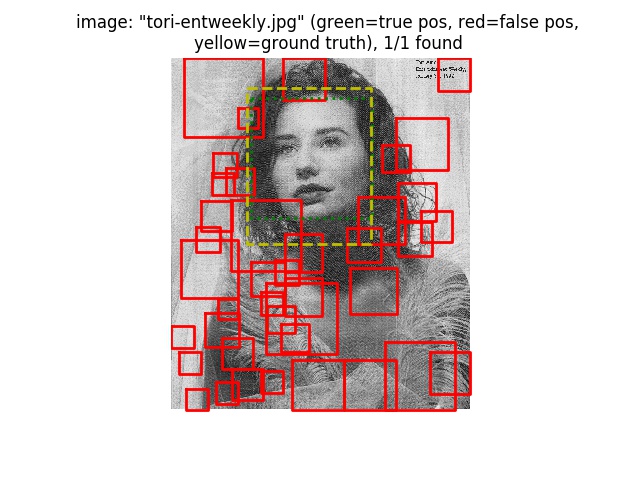 image: "tori-entweekly.jpg" (green=true pos, red=false pos,
yellow=ground truth), 1/1 found